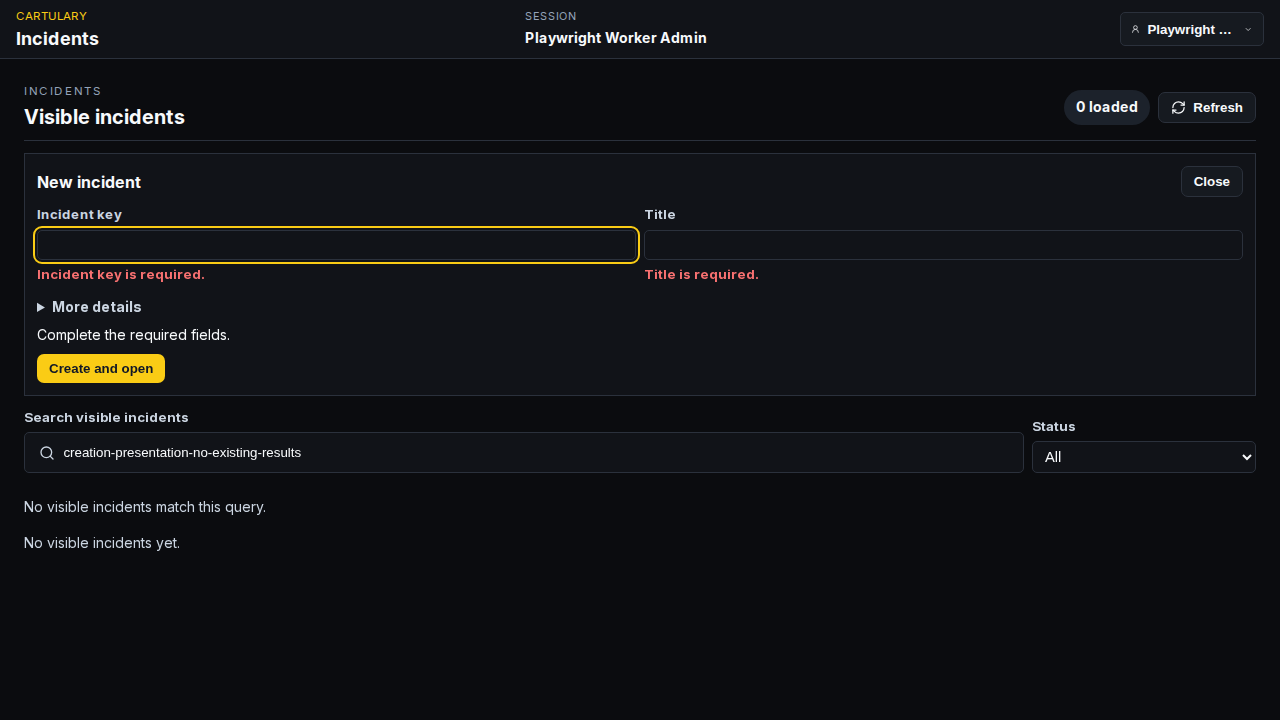 CARTULARY
Incidents
SESSION
Playwright Worker Admin
Playwright ...
INCIDENTS
Visible incidents
0 loaded
Refresh
New incident
Close
Incident key
Title
Incident key is required.
Title is required.
More details
Complete the required fields.
Create and open
Search visible incidents
Status
creation-presentation-no-existing-results
All
No visible incidents match this query.
No visible incidents yet.